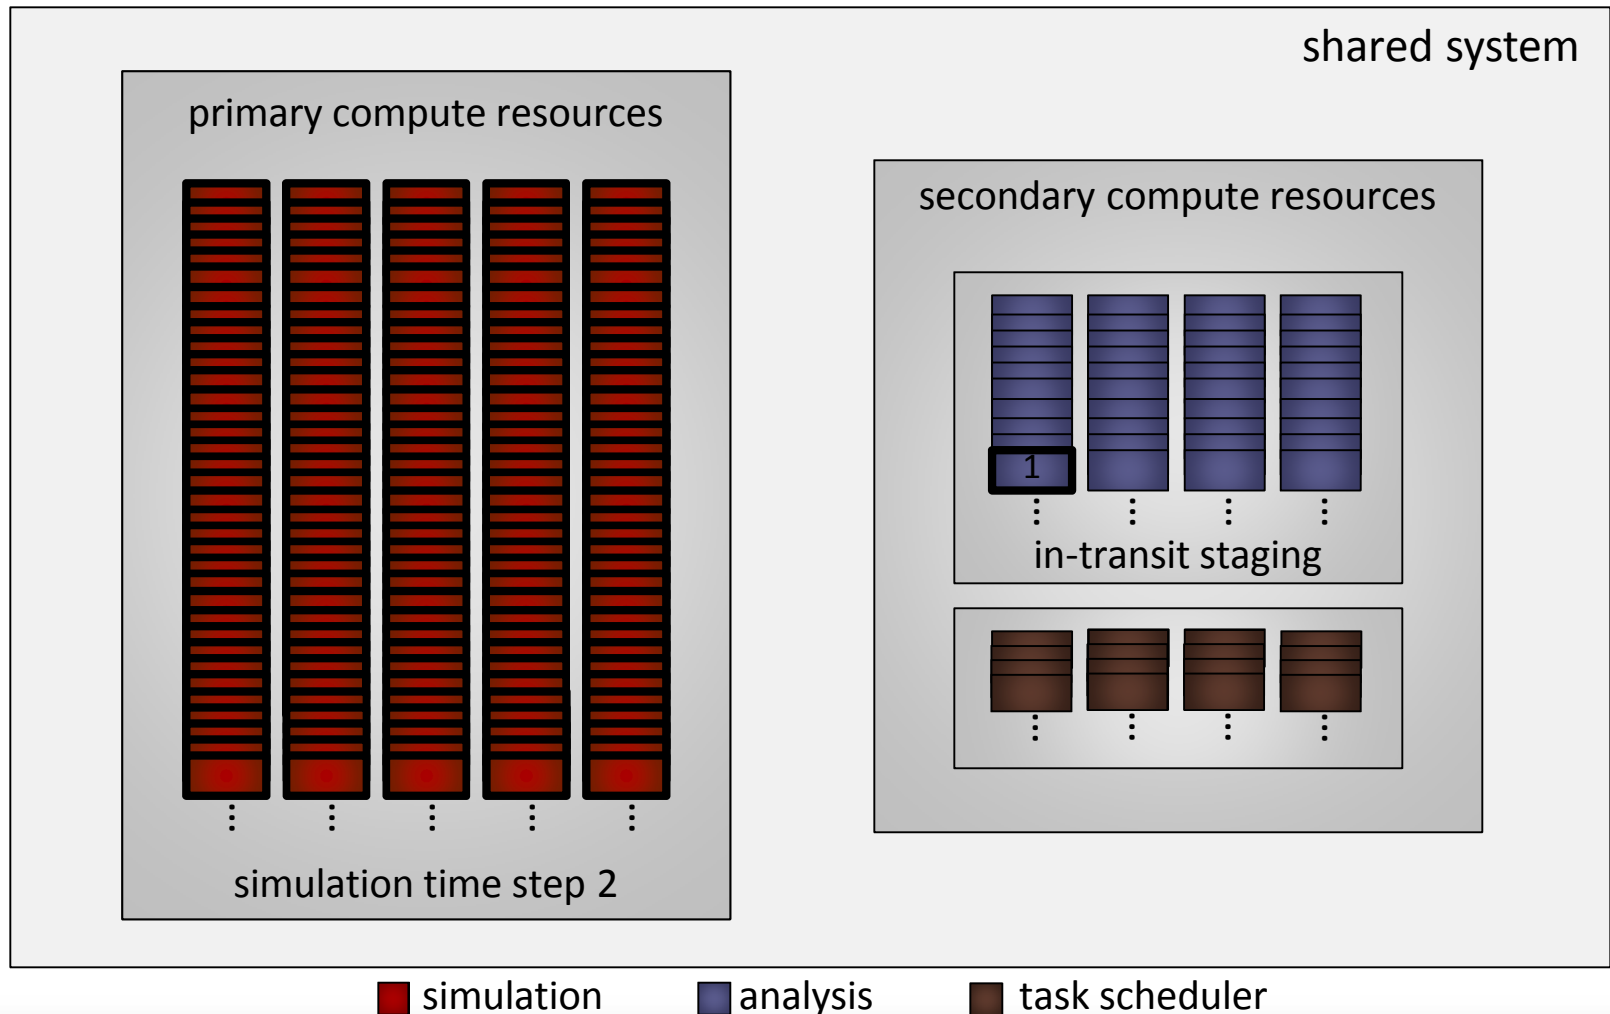 shared system
primary compute resources
secondary compute resources
1
in-transit staging
simulation time step 2
simulation
analysis
task scheduler